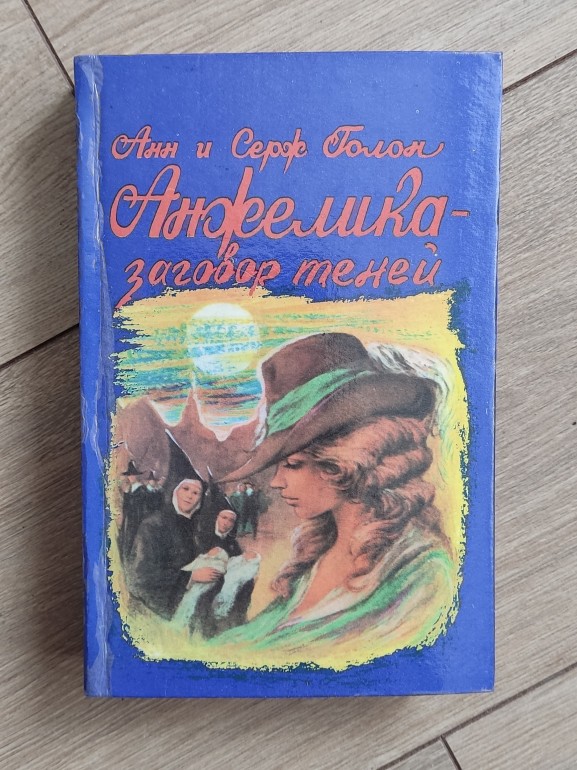 Анн и Серж Голон
Анжелика -
заговор теней